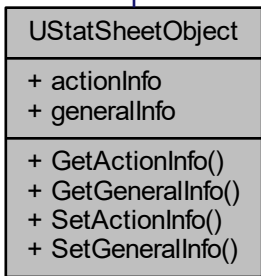 UStatSheetObject
+ actionInfo
+ generalInfo
+ GetActionInfo()
+ GetGeneralInfo()
+ SetActionInfo()
+ SetGeneralInfo()